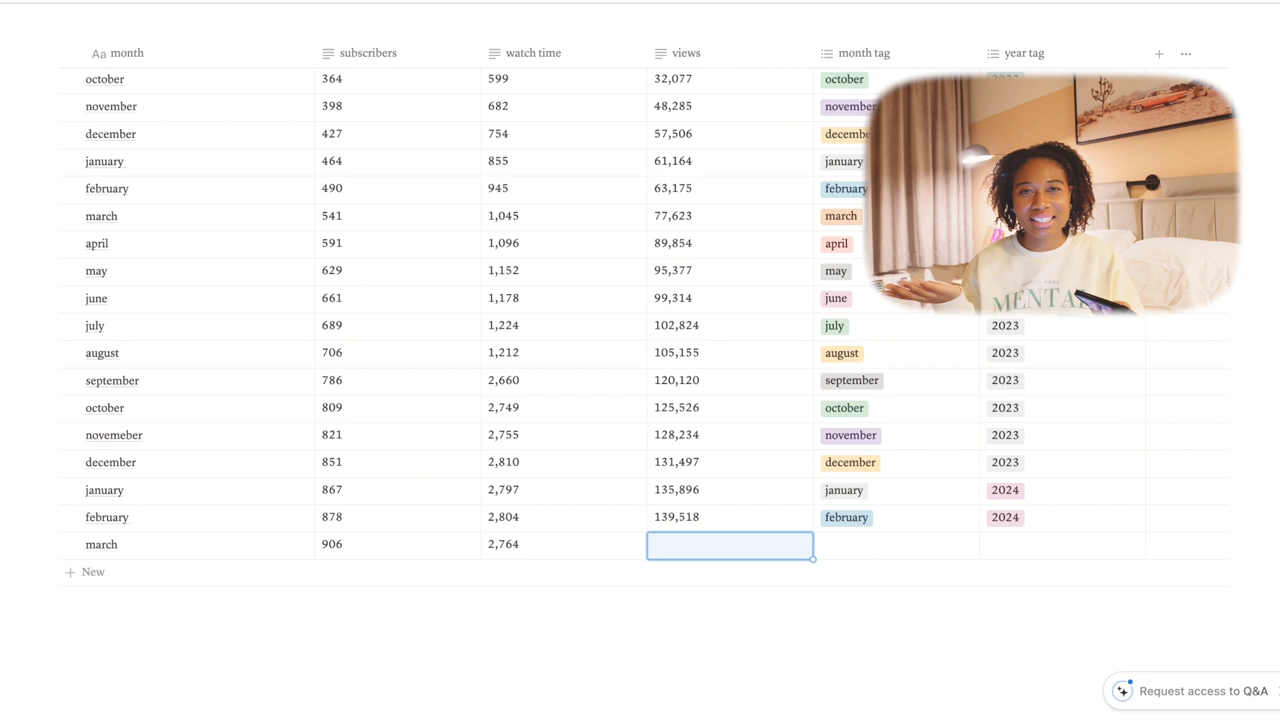 Aa month subscribers watch time views month tag year tag
october 364 599 32,077 october
november 398 682 48,285 november
december 427 754 57,506 decembe
january 464 855 61,164 january
february 490 945 63,175 february
march 541 1,045 77,623 march
april 591 1,096 89,854 april
may 629 1,152 95,377 may
june 661 1,178 99,314 june
MENTA
july 689 1,224 102,824 july 2023
august 706 1,212 105,155 august 2023
september 786 2,660 120,120 september 2023
october 809 2,749 125,526 october 2023
novemeber 821 2,755 128,234 november 2023
december 851 2,810 131,497 december 2023
january 867 2,797 135,896 january 2024
february 878 2,804 139,518 february 2024
march 906 2,764
+ New
Request access to Q&A